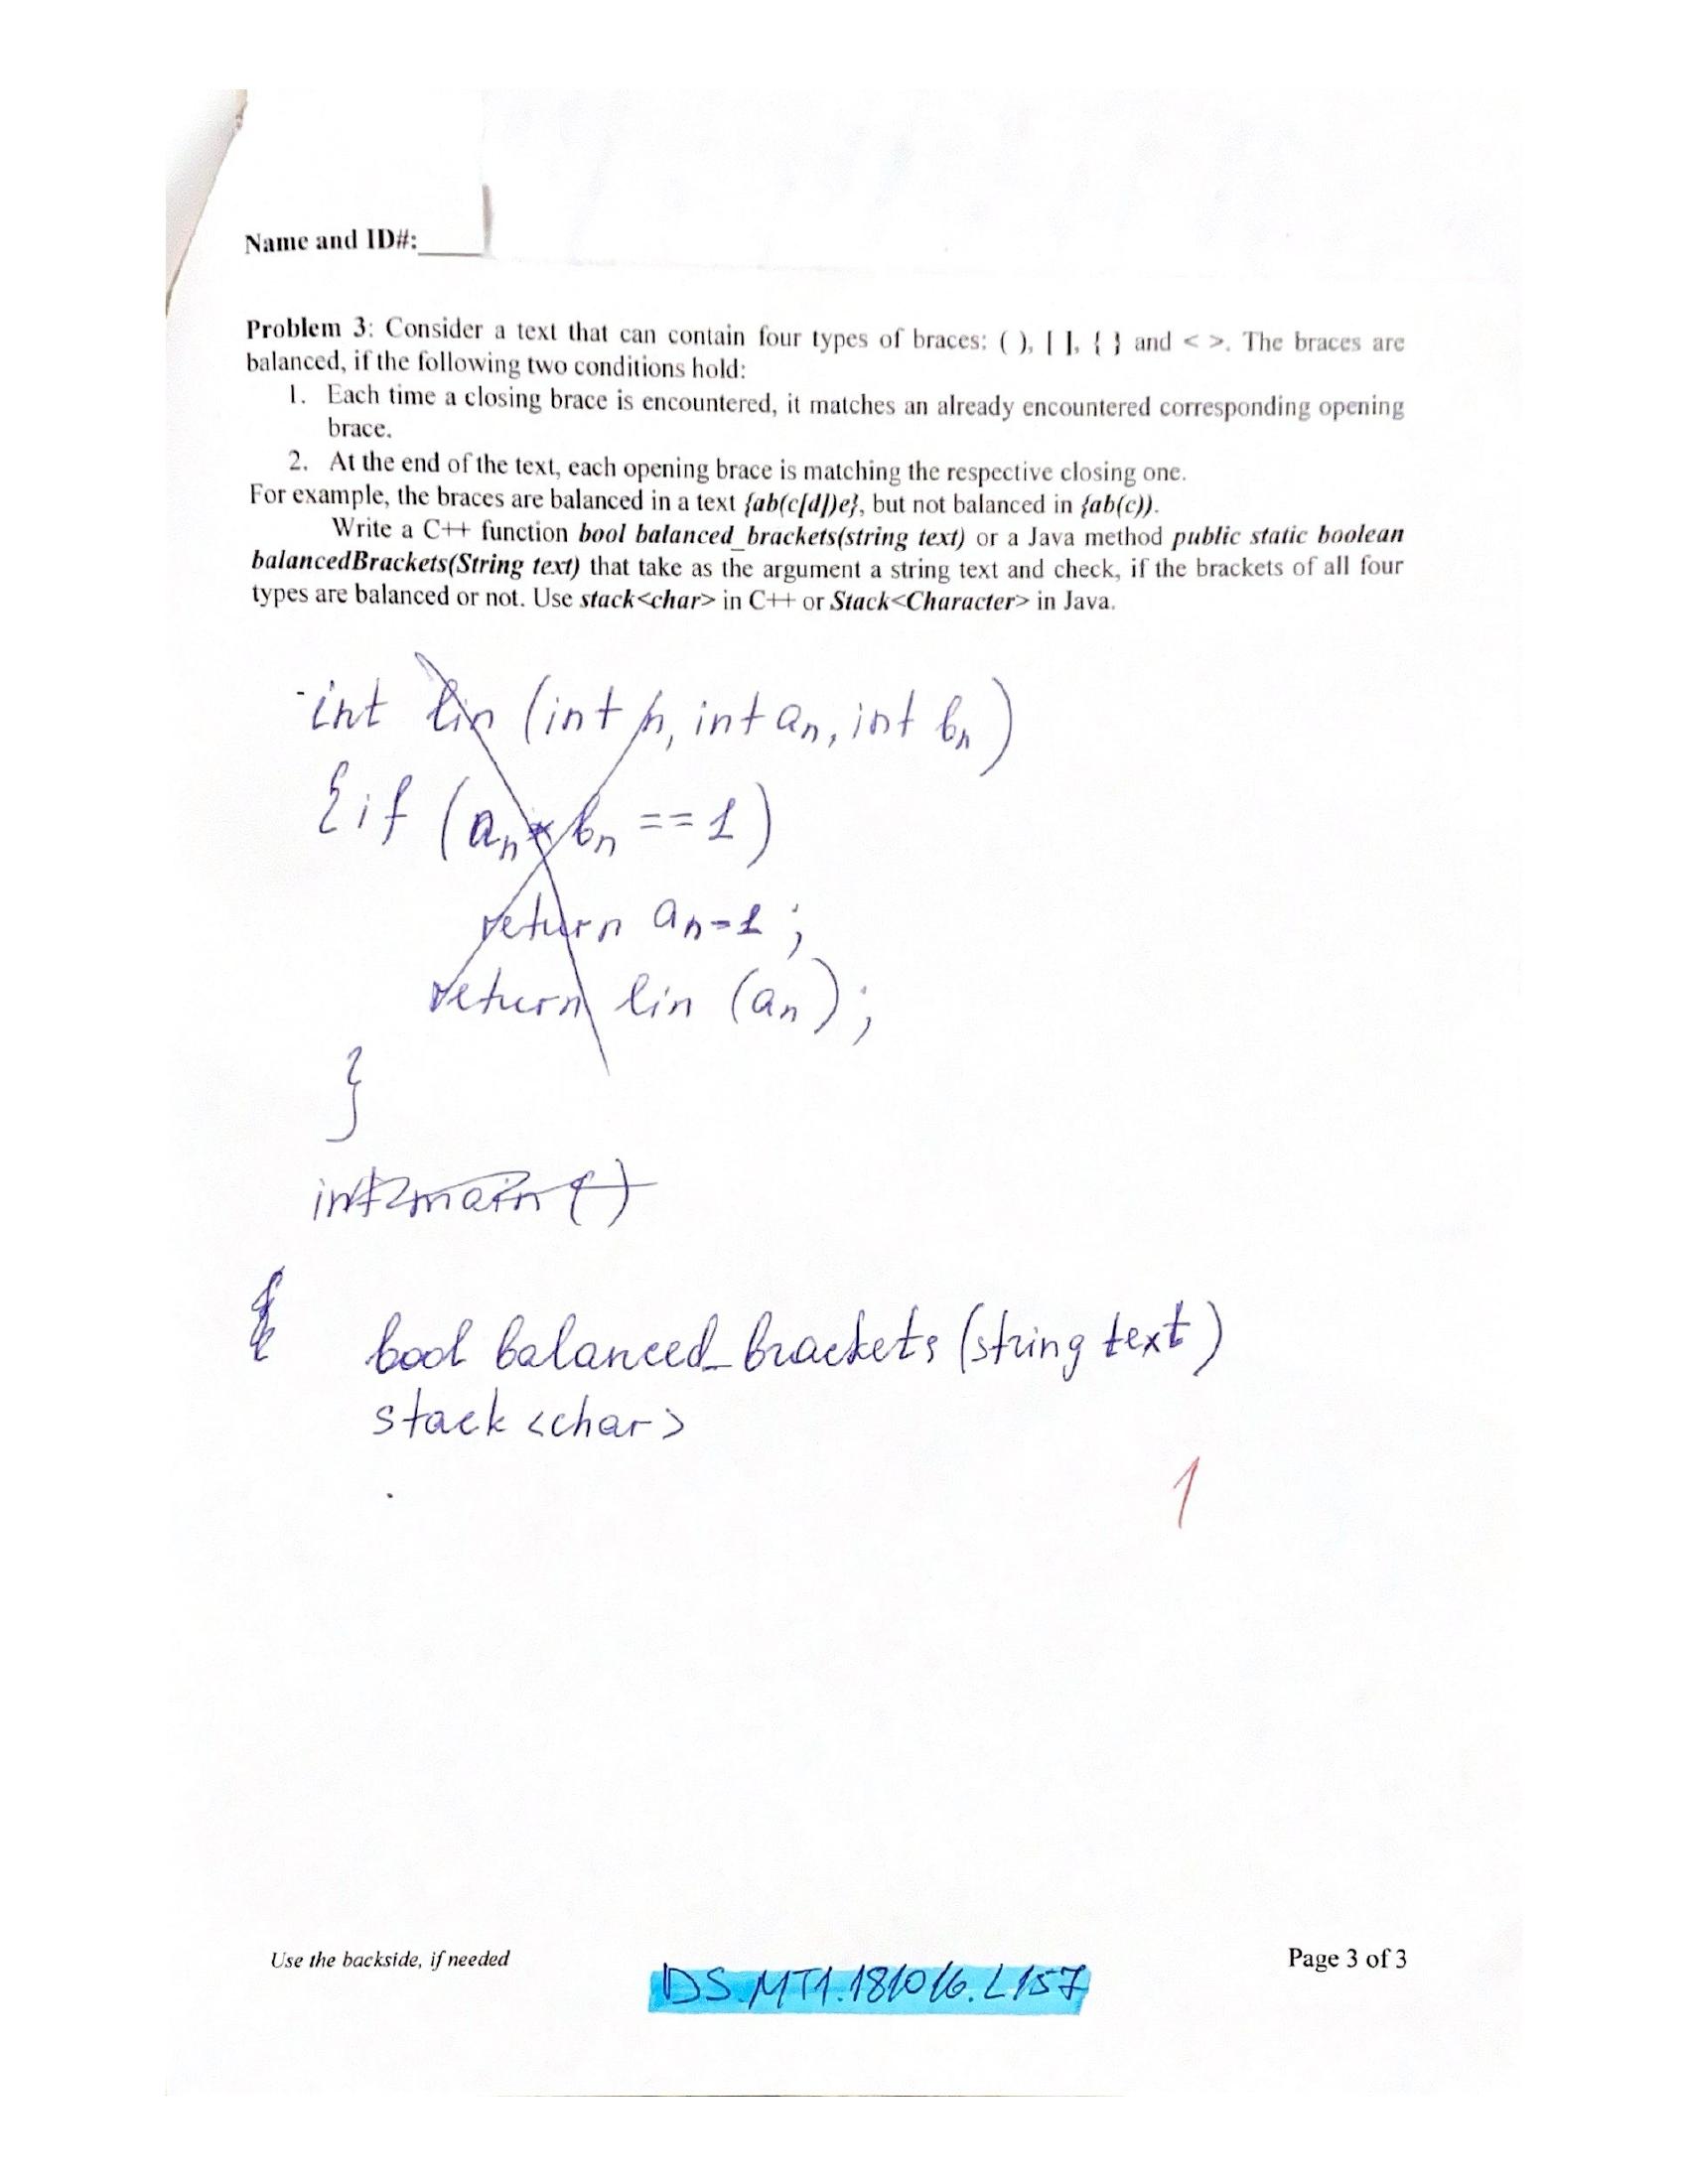 Name and ID#:
Problem 3: Consider a text that can contain four types of braces: ( ), [ ], { } and < >. The braces are
balanced, if the following two conditions hold:
1. Each time a closing brace is encountered, it matches an already encountered corresponding opening
brace.
2. At the end of the text, each opening brace is matching the respective closing one.
For example, the braces are balanced in a text {ab(c[d])e}, but not balanced in {ab(c)).
Write a C++ function bool balanced_brackets(string text) or a Java method public static boolean
balancedBrackets(String text) that take as the argument a string text and check, if the brackets of all four
types are balanced or not. Use stack<char> in C++ or Stack<Character> in Java.
int lin (int n, int an, int bn)
{if (an * bn == 1)
return an=1;
return lin (an);
}
int main ()
{
bool balanced_brackets (string text)
stack <char>
1
Use the backside, if needed
Page 3 of 3
DS.MT1.181016.L157